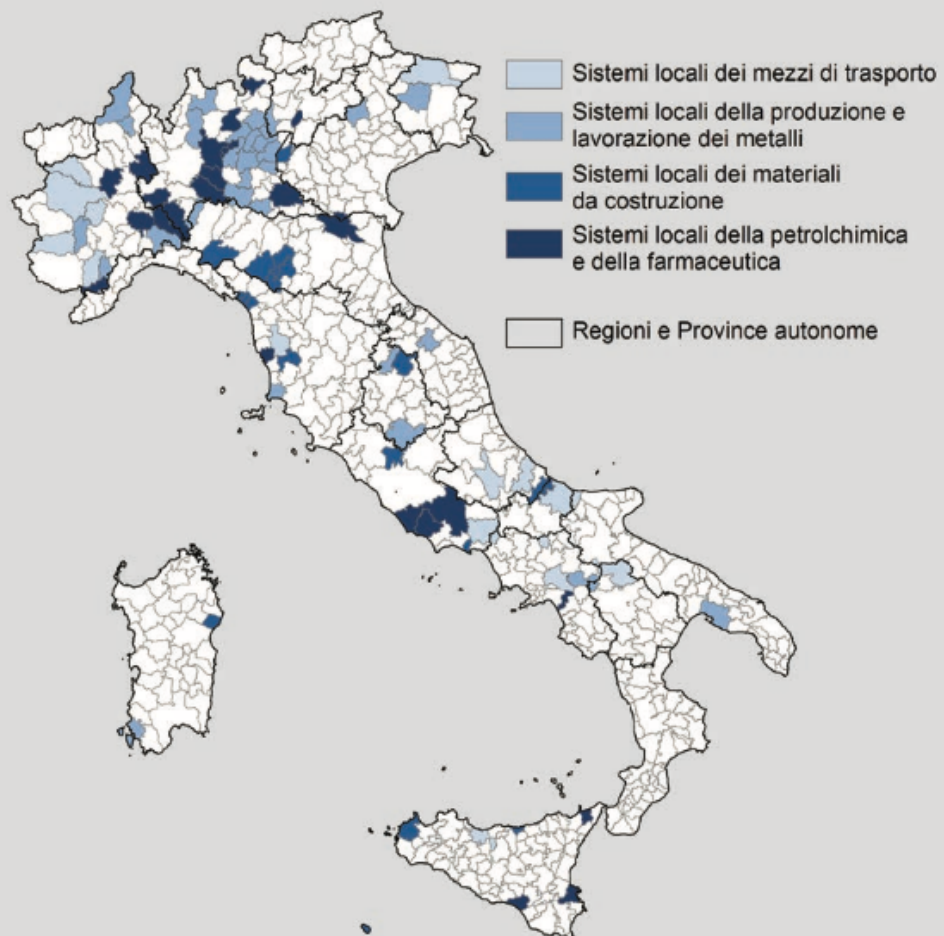 Sistemi locali dei mezzi di trasporto
Sistemi locali della produzione e
lavorazione dei metalli
Sistemi locali dei materiali
da costruzione
Sistemi locali della petrolchimica
e della farmaceutica
Regioni e Province autonome